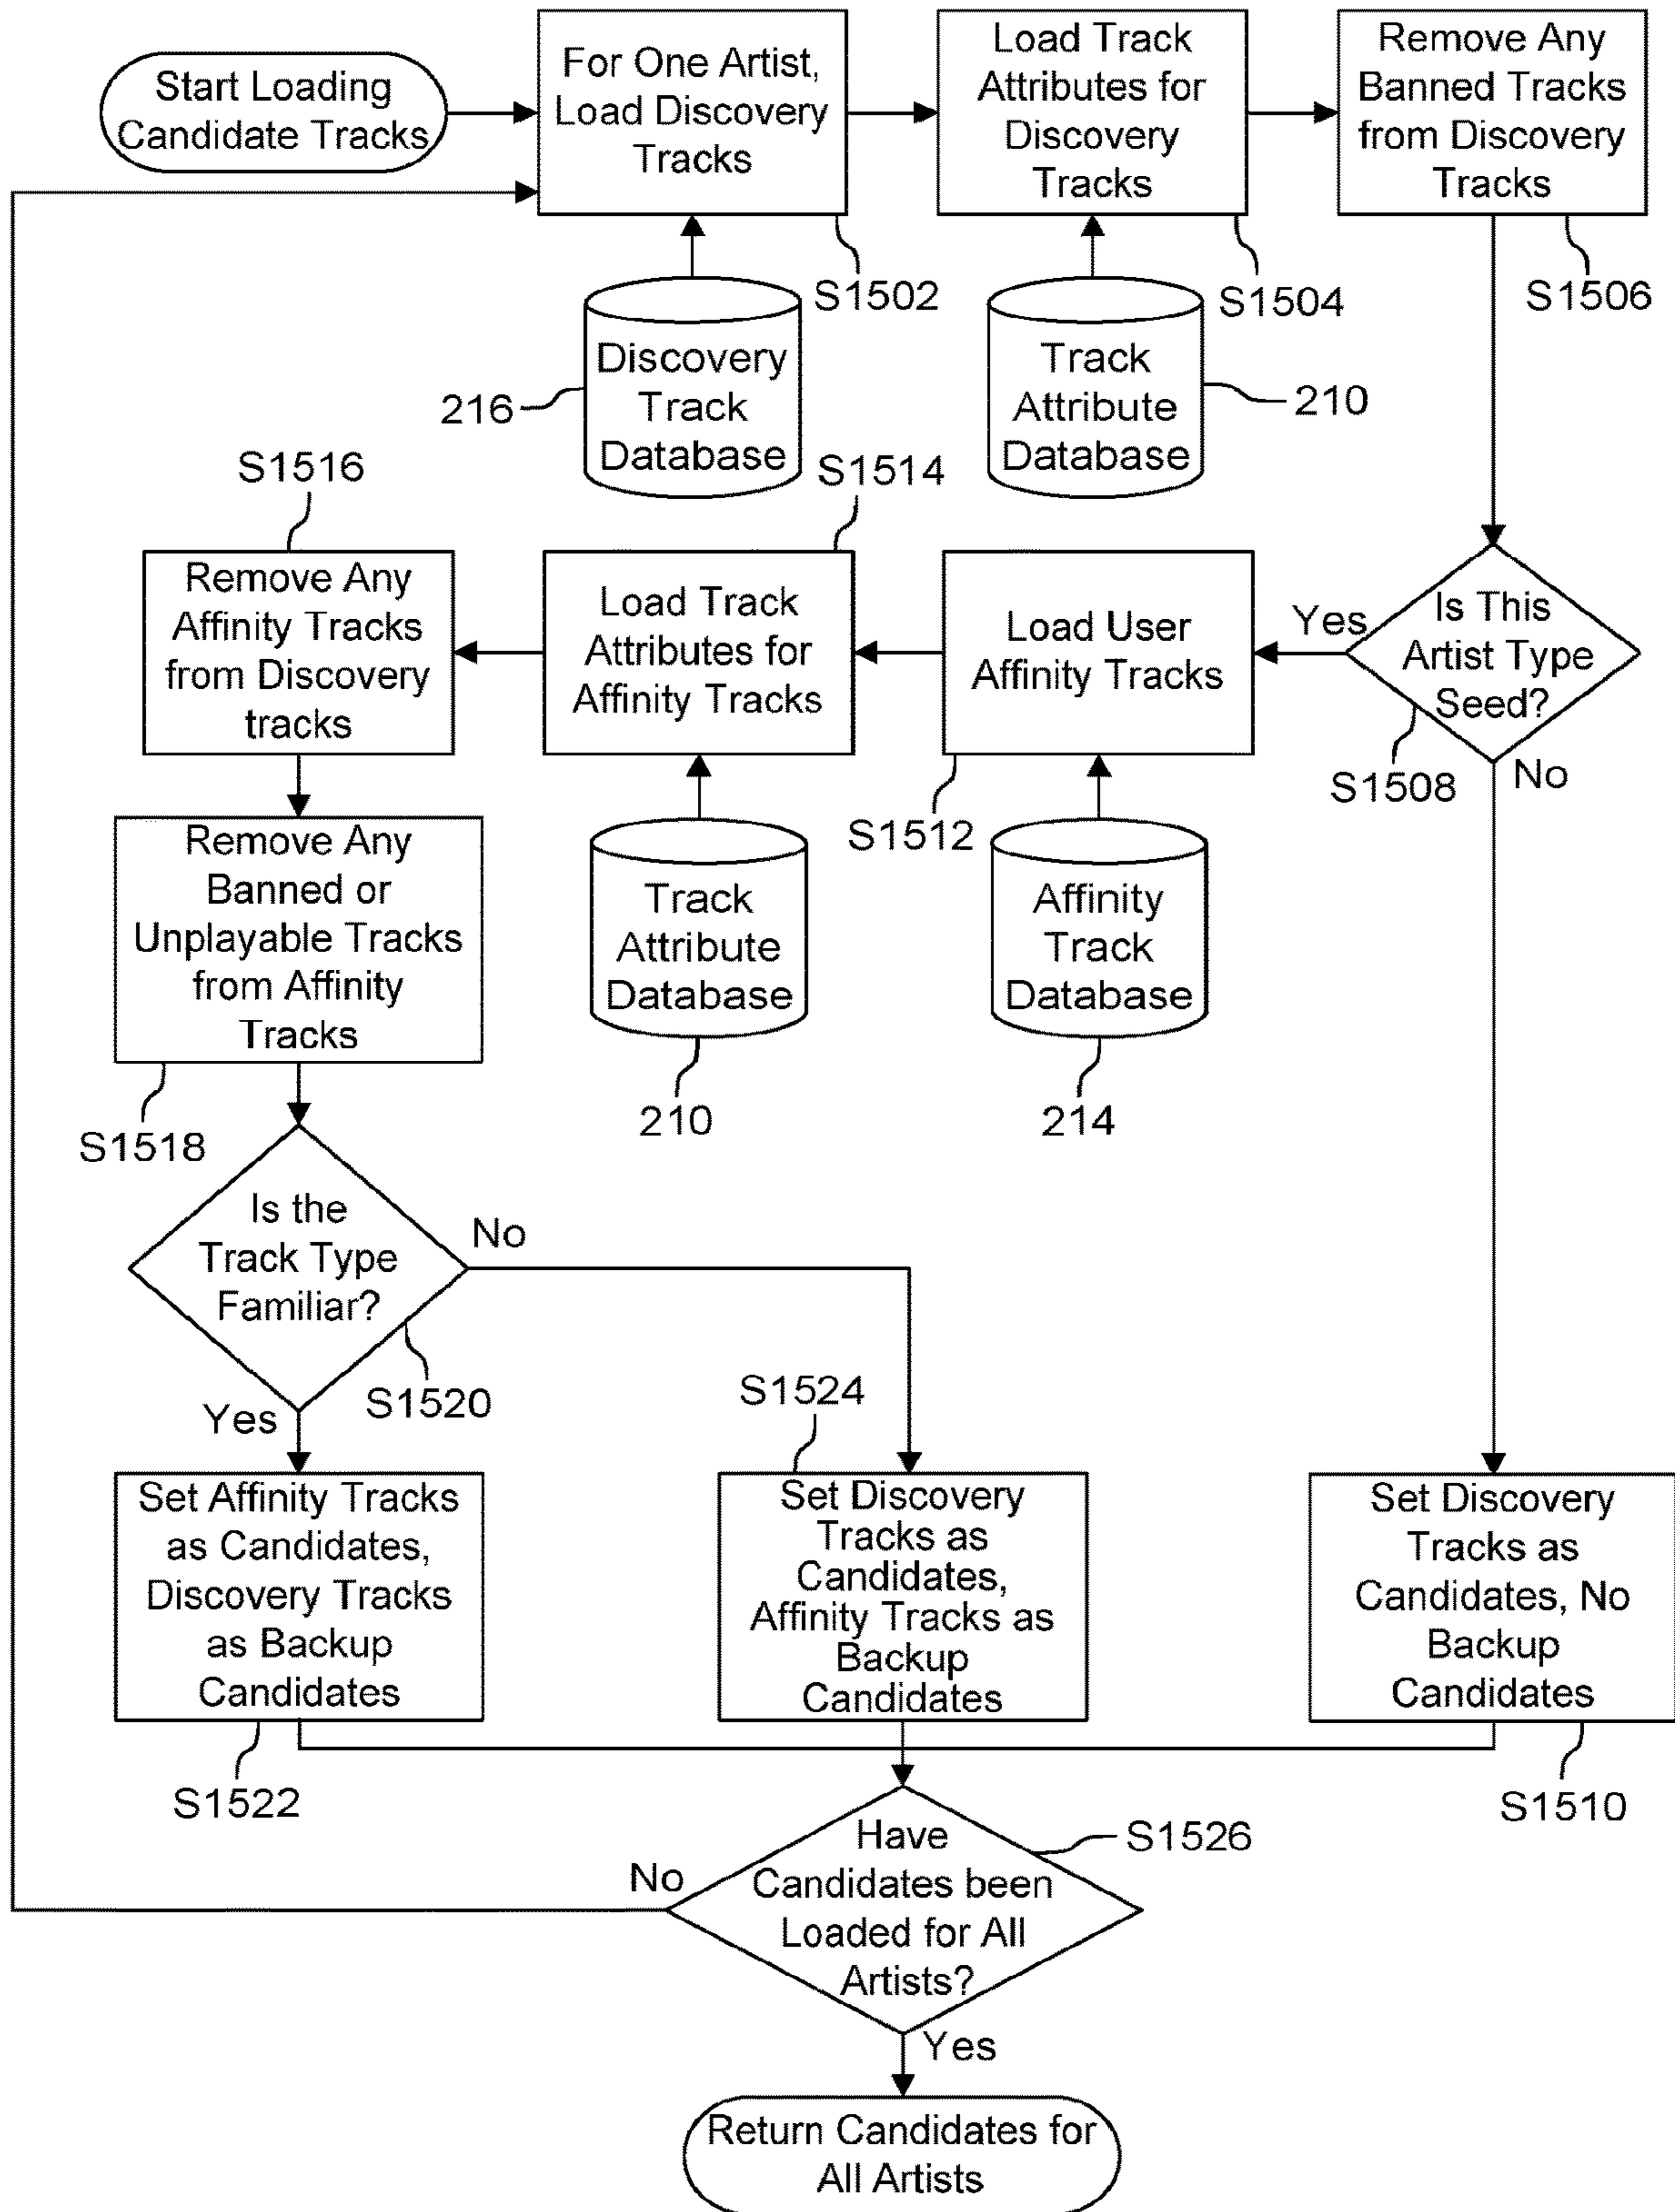 Start Loading
Candidate Tracks
For One Artist,
Load Discovery
Tracks
Load Track
Attributes for
Discovery
Tracks
Remove Any
Banned Tracks
from Discovery
Tracks
S1502
S1504
S1506
Discovery
Track
Database
216
Track
Attribute
Database
210
S1516
S1514
Remove Any
Affinity Tracks
from Discovery
tracks
Load Track
Attributes for
Affinity Tracks
Load User
Affinity Tracks
Yes
Is This
Artist Type
Seed?
S1508
No
S1512
Remove Any
Banned or
Unplayable Tracks
from Affinity
Tracks
Track
Attribute
Database
Affinity
Track
Database
210
214
S1518
Is the
Track Type
Familiar?
No
S1520
Yes
S1524
Set Affinity Tracks
as Candidates,
Discovery Tracks
as Backup
Candidates
Set Discovery
Tracks as
Candidates,
Affinity Tracks as
Backup
Candidates
Set Discovery
Tracks as
Candidates, No
Backup
Candidates
S1522
S1510
Have
Candidates been
Loaded for All
Artists?
S1526
No
Yes
Return Candidates for
All Artists